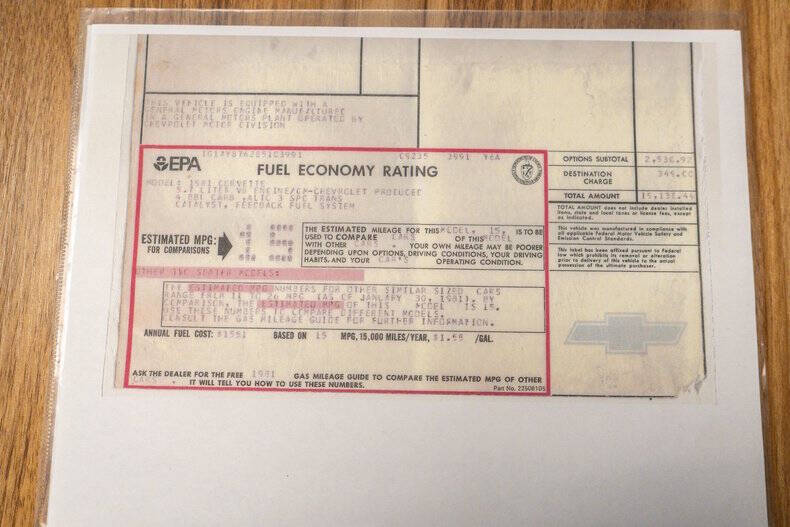 THIS VEHICLE IS EQUIPPED WITH A
GENERAL MOTORS ENGINE MANUFACTURED
IN A GENERAL MOTORS PLANT OPERATED BY
CHEVROLET MOTOR DIVISION
2991
EPA
FUEL ECONOMY RATING
MODEL: 1981 CORVETTE
5.7 LITER V8 ENGINE/GM-CHEVROLET PRODUCED
4 BBL CARB
CATALYST, FEEDBACK FUEL SYSTEM
ESTIMATED MPG:
FOR COMPARISONS
THE ESTIMATED MILEAGE FOR THIS MODEL, 15, IS TO BE
USED TO COMPARE CARS OF THIS MODEL
WITH OTHER CARS . YOUR OWN MILEAGE MAY BE POORER
DEPENDING UPON OPTIONS, DRIVING CONDITIONS, YOUR DRIVING
HABITS, AND YOUR OPERATING CONDITION.
MODELS:
THE ESTIMATED MPG NUMBERS FOR OTHER SIMILAR SIZED CARS
RANGE FROM 26 MPG (AS OF JANUARY 30, 1981). BY
COMPARISON, THE ESTIMATED MPG OF THIS MODEL IS 15.
USE THESE NUMBERS TO COMPARE DIFFERENT MODELS.
CONSULT THE GAS MILEAGE GUIDE FOR FURTHER INFORMATION.
ANNUAL FUEL COST: $1551 BASED ON 15 MPG, 15,000 MILES/YEAR, /GAL.
ASK THE DEALER FOR THE FREE 1981 GAS MILEAGE GUIDE TO COMPARE THE ESTIMATED MPG OF OTHER
CARS . IT WILL TELL YOU HOW TO USE THESE NUMBERS.
Part No. 22508105
OPTIONS SUBTOTAL 2,536.92
DESTINATION
CHARGE
TOTAL AMOUNT
TOTAL AMOUNT does not include dealer installed
items, state and local taxes or license fees, except
as indicated.
This vehicle was manufactured in compliance with
all applicable Federal Motor Vehicle Safety and
Emission Control Standards.
This label has been affixed pursuant to Federal
law which prohibits its removal or alteration
prior to delivery of this vehicle to the actual
possession of the ultimate purchaser.